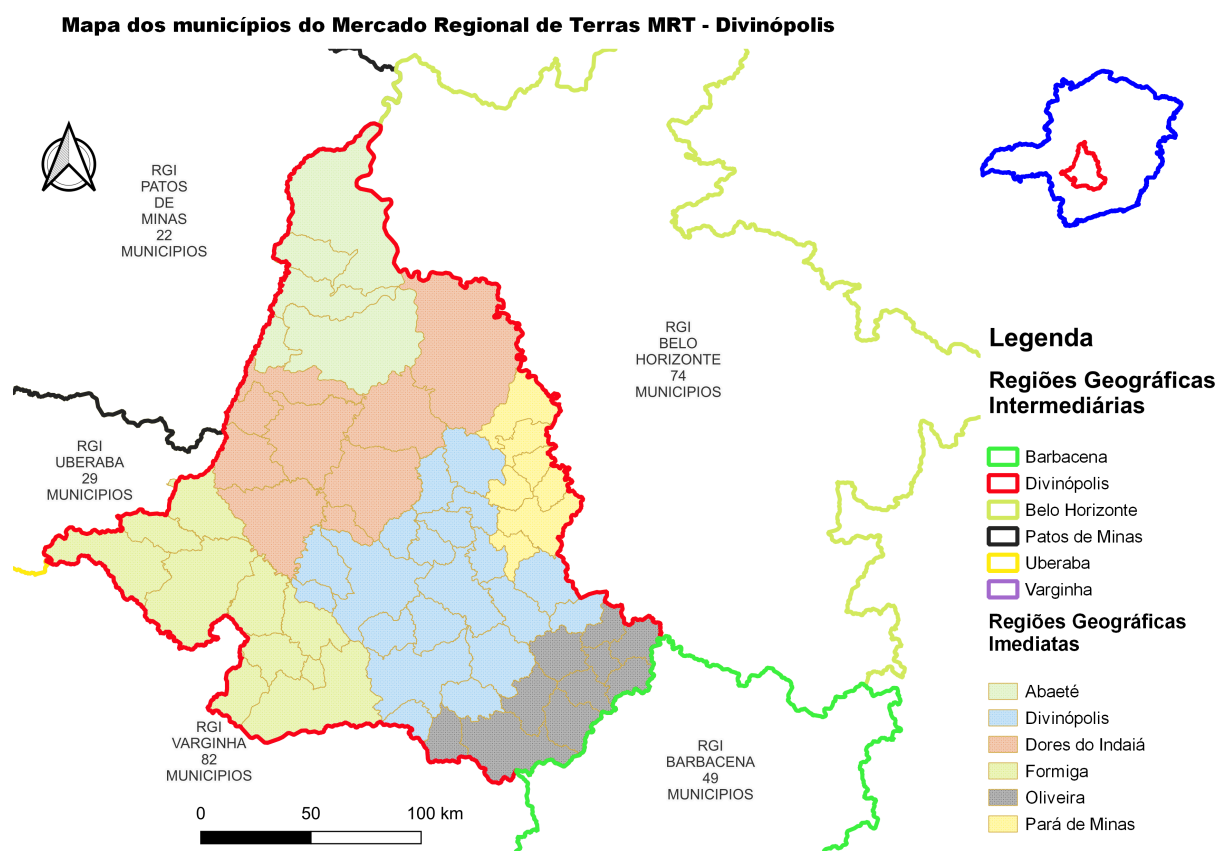 Mapa dos municípios do Mercado Regional de Terras MRT - Divinópolis
RGI
PATOS
DE
MINAS
22
MUNICIPIOS
RGI
BELO
HORIZONTE
74
MUNICIPIOS
RGI
UBERABA
29
MUNICIPIOS
RGI
VARGINHA
82
MUNICIPIOS
RGI
BARBACENA
49
MUNICIPIOS
0 50 100 km
Legenda
Regiões Geográficas
Intermediárias
Barbacena
Divinópolis
Belo Horizonte
Patos de Minas
Uberaba
Varginha
Regiões Geográficas
Imediatas
Abaeté
Divinópolis
Dores do Indaiá
Formiga
Oliveira
Pará de Minas